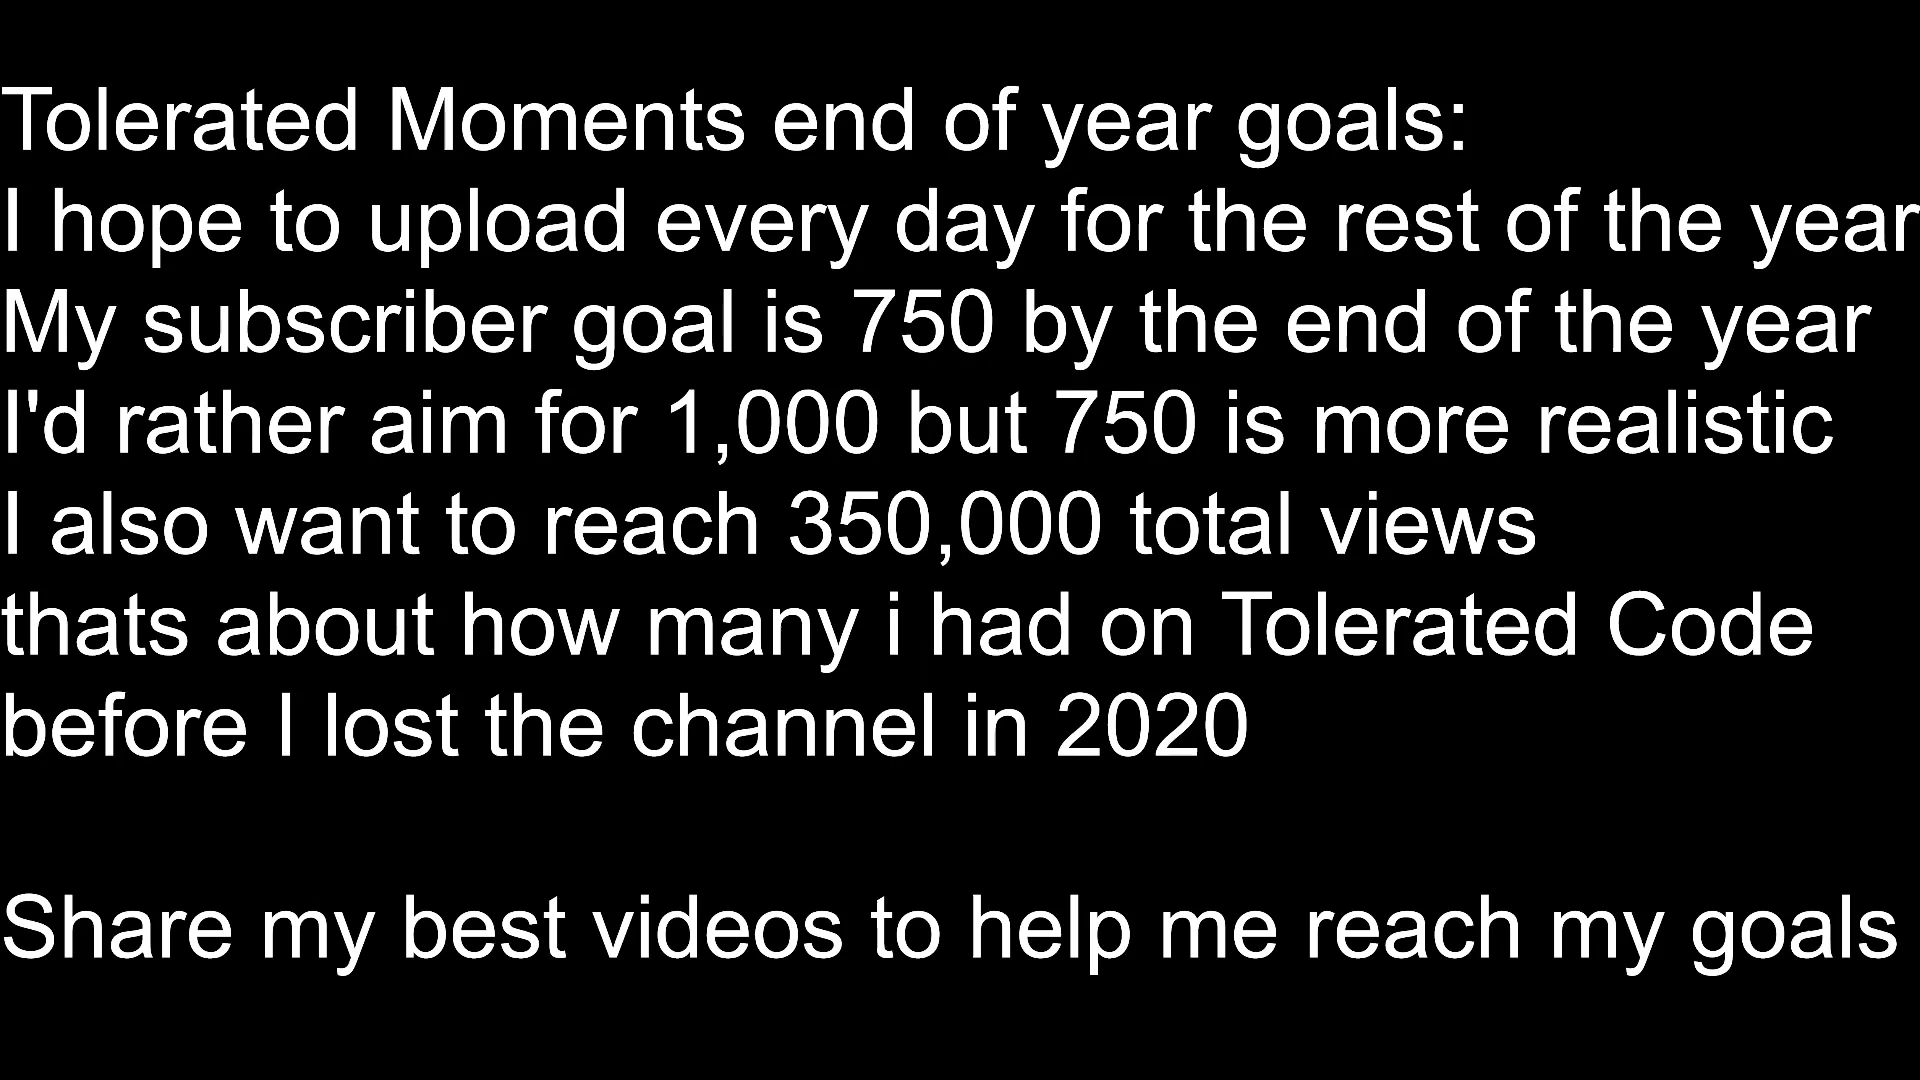 Tolerated Moments end of year goals:
I hope to upload every day for the rest of the year
My subscriber goal is 750 by the end of the year
I'd rather aim for 1,000 but 750 is more realistic
I also want to reach 350,000 total views
thats about how many i had on Tolerated Code
before I lost the channel in 2020
Share my best videos to help me reach my goals